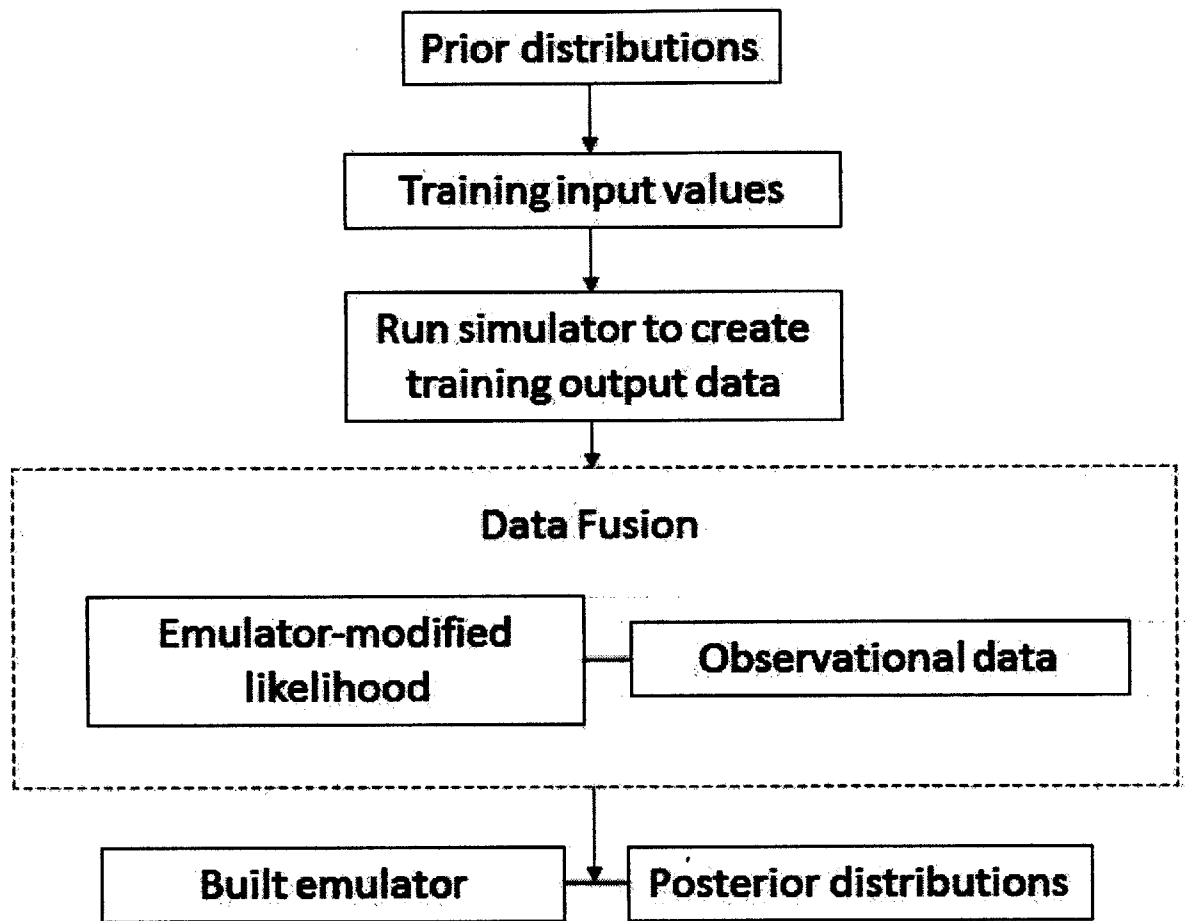 Prior distributions
Training input values
Run simulator to create
training output data
Data Fusion
Emulator-modified
likelihood
Observational data
Built emulator
Posterior distributions